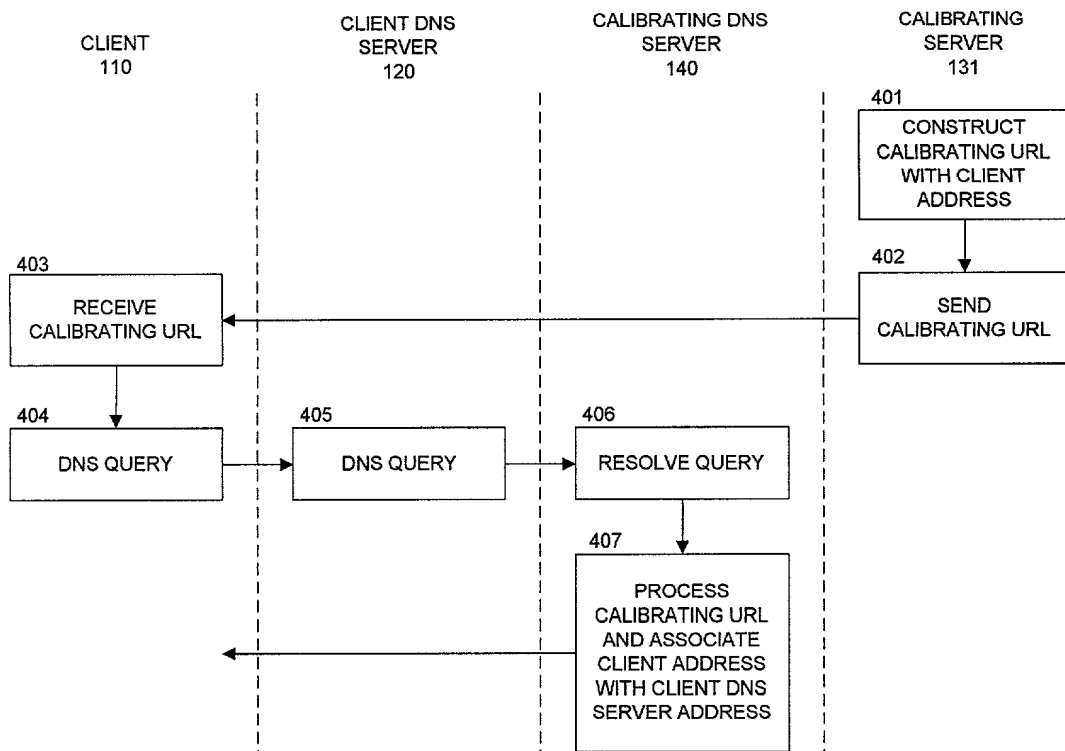 CLIENT
110
CLIENT DNS
SERVER
120
CALIBRATING DNS
SERVER
140
CALIBRATING
SERVER
131
401
CONSTRUCT
CALIBRATING URL
WITH CLIENT
ADDRESS
402
SEND
CALIBRATING URL
403
RECEIVE
CALIBRATING URL
404
DNS QUERY
405
DNS QUERY
406
RESOLVE QUERY
407
PROCESS
CALIBRATING URL
AND ASSOCIATE
CLIENT ADDRESS
WITH CLIENT DNS
SERVER ADDRESS